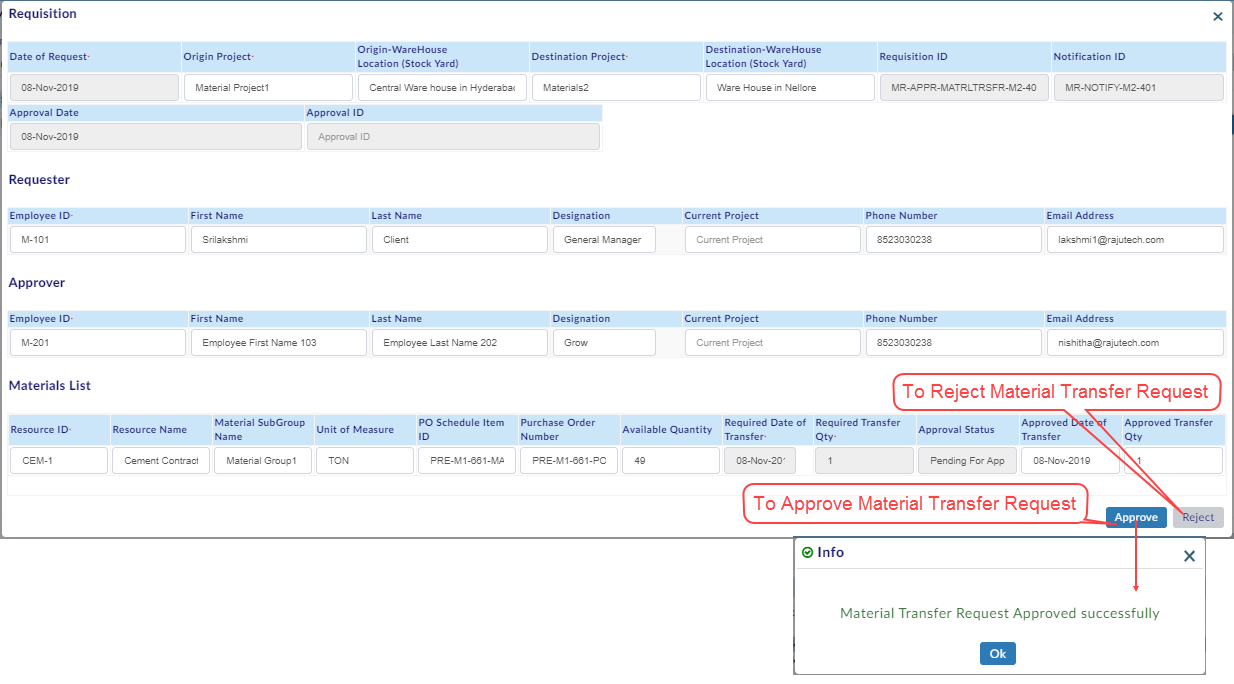 Requisition
Date of Request·
Origin Project·
Origin-WareHouse
Location (Stock Yard)
Destination Project·
Destination-WareHouse
Location (Stock Yard)
Requisition ID
Notification ID
08-Nov-2019
Material Project1
Central Ware house in Hyderabac
Materials2
Ware House in Nellore
MR-APPR-MATRLTRSFR-M2-40
MR-NOTIFY-M2-401
Approval Date
Approval ID
08-Nov-2019
Approval ID
Requester
Employee ID·
First Name
Last Name
Designation
Current Project
Phone Number
Email Address
M-101
Srilakshmi
Client
General Manager
Current Project
8523030238
lakshmi1@rajutech.com
Approver
Employee ID·
First Name
Last Name
Designation
Current Project
Phone Number
Email Address
M-201
Employee First Name 103
Employee Last Name 202
Grow
Current Project
8523030238
nishitha@rajutech.com
Materials List
To Reject Material Transfer Request
Resource ID·
Resource Name
Material SubGroup
Name
Unit of Measure
PO Schedule Item
ID
Purchase Order
Number
Available Quantity
Required Date of
Transfer·
Required Transfer
Qty·
Approval Status
Approved Date of
Transfer
Approved Transfer
Qty
CEM-1
Cement Contract
Material Group1
TON
PRE-M1-661-MA
PRE-M1-661-PO
49
08-Nov-201
1
Pending For App
08-Nov-2019
1
To Approve Material Transfer Request
Approve
Reject
Info
Material Transfer Request Approved successfully
Ok